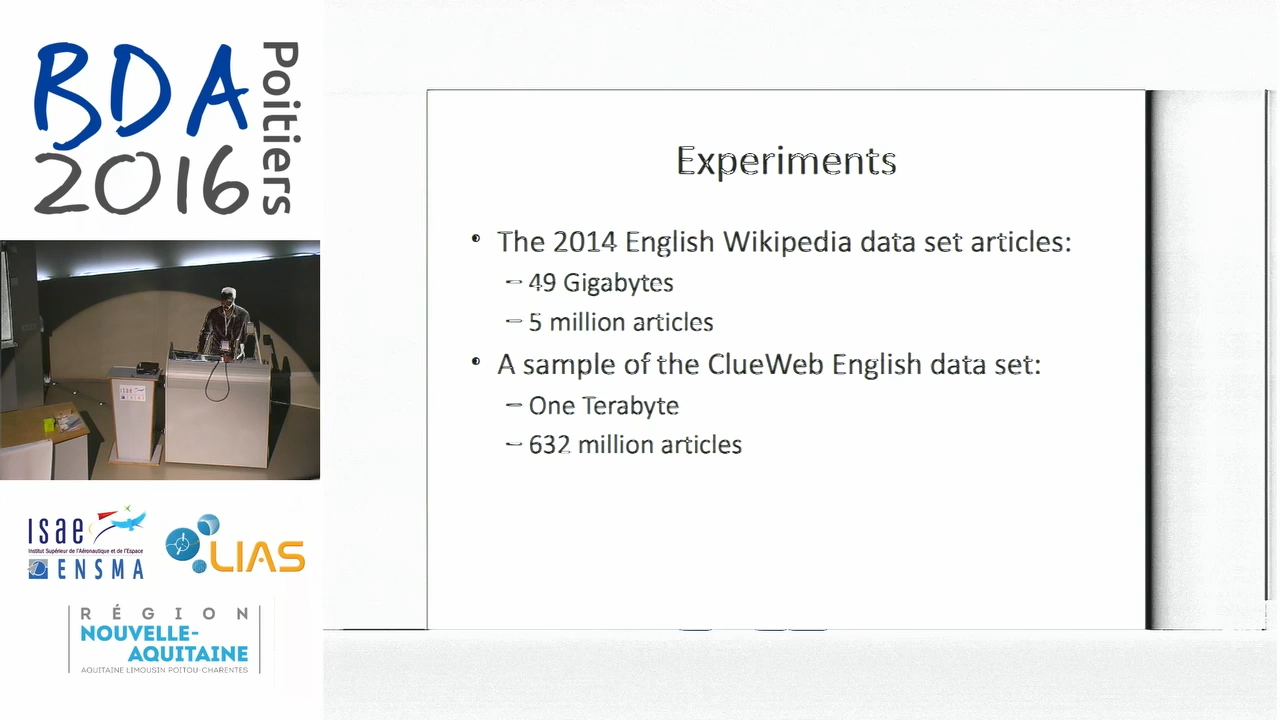 BDA
2016
Poitiers
isae
Institut Supérieur de l'Aéronautique et de l'Espace
ENSMA
LIAS
RÉGION
NOUVELLE-
AQUITAINE
AQUITAINE LIMOUSIN POITOU-CHARENTES
Experiments
• The 2014 English Wikipedia data set articles:
– 49 Gigabytes
– 5 million articles
• A sample of the ClueWeb English data set:
– One Terabyte
– 632 million articles